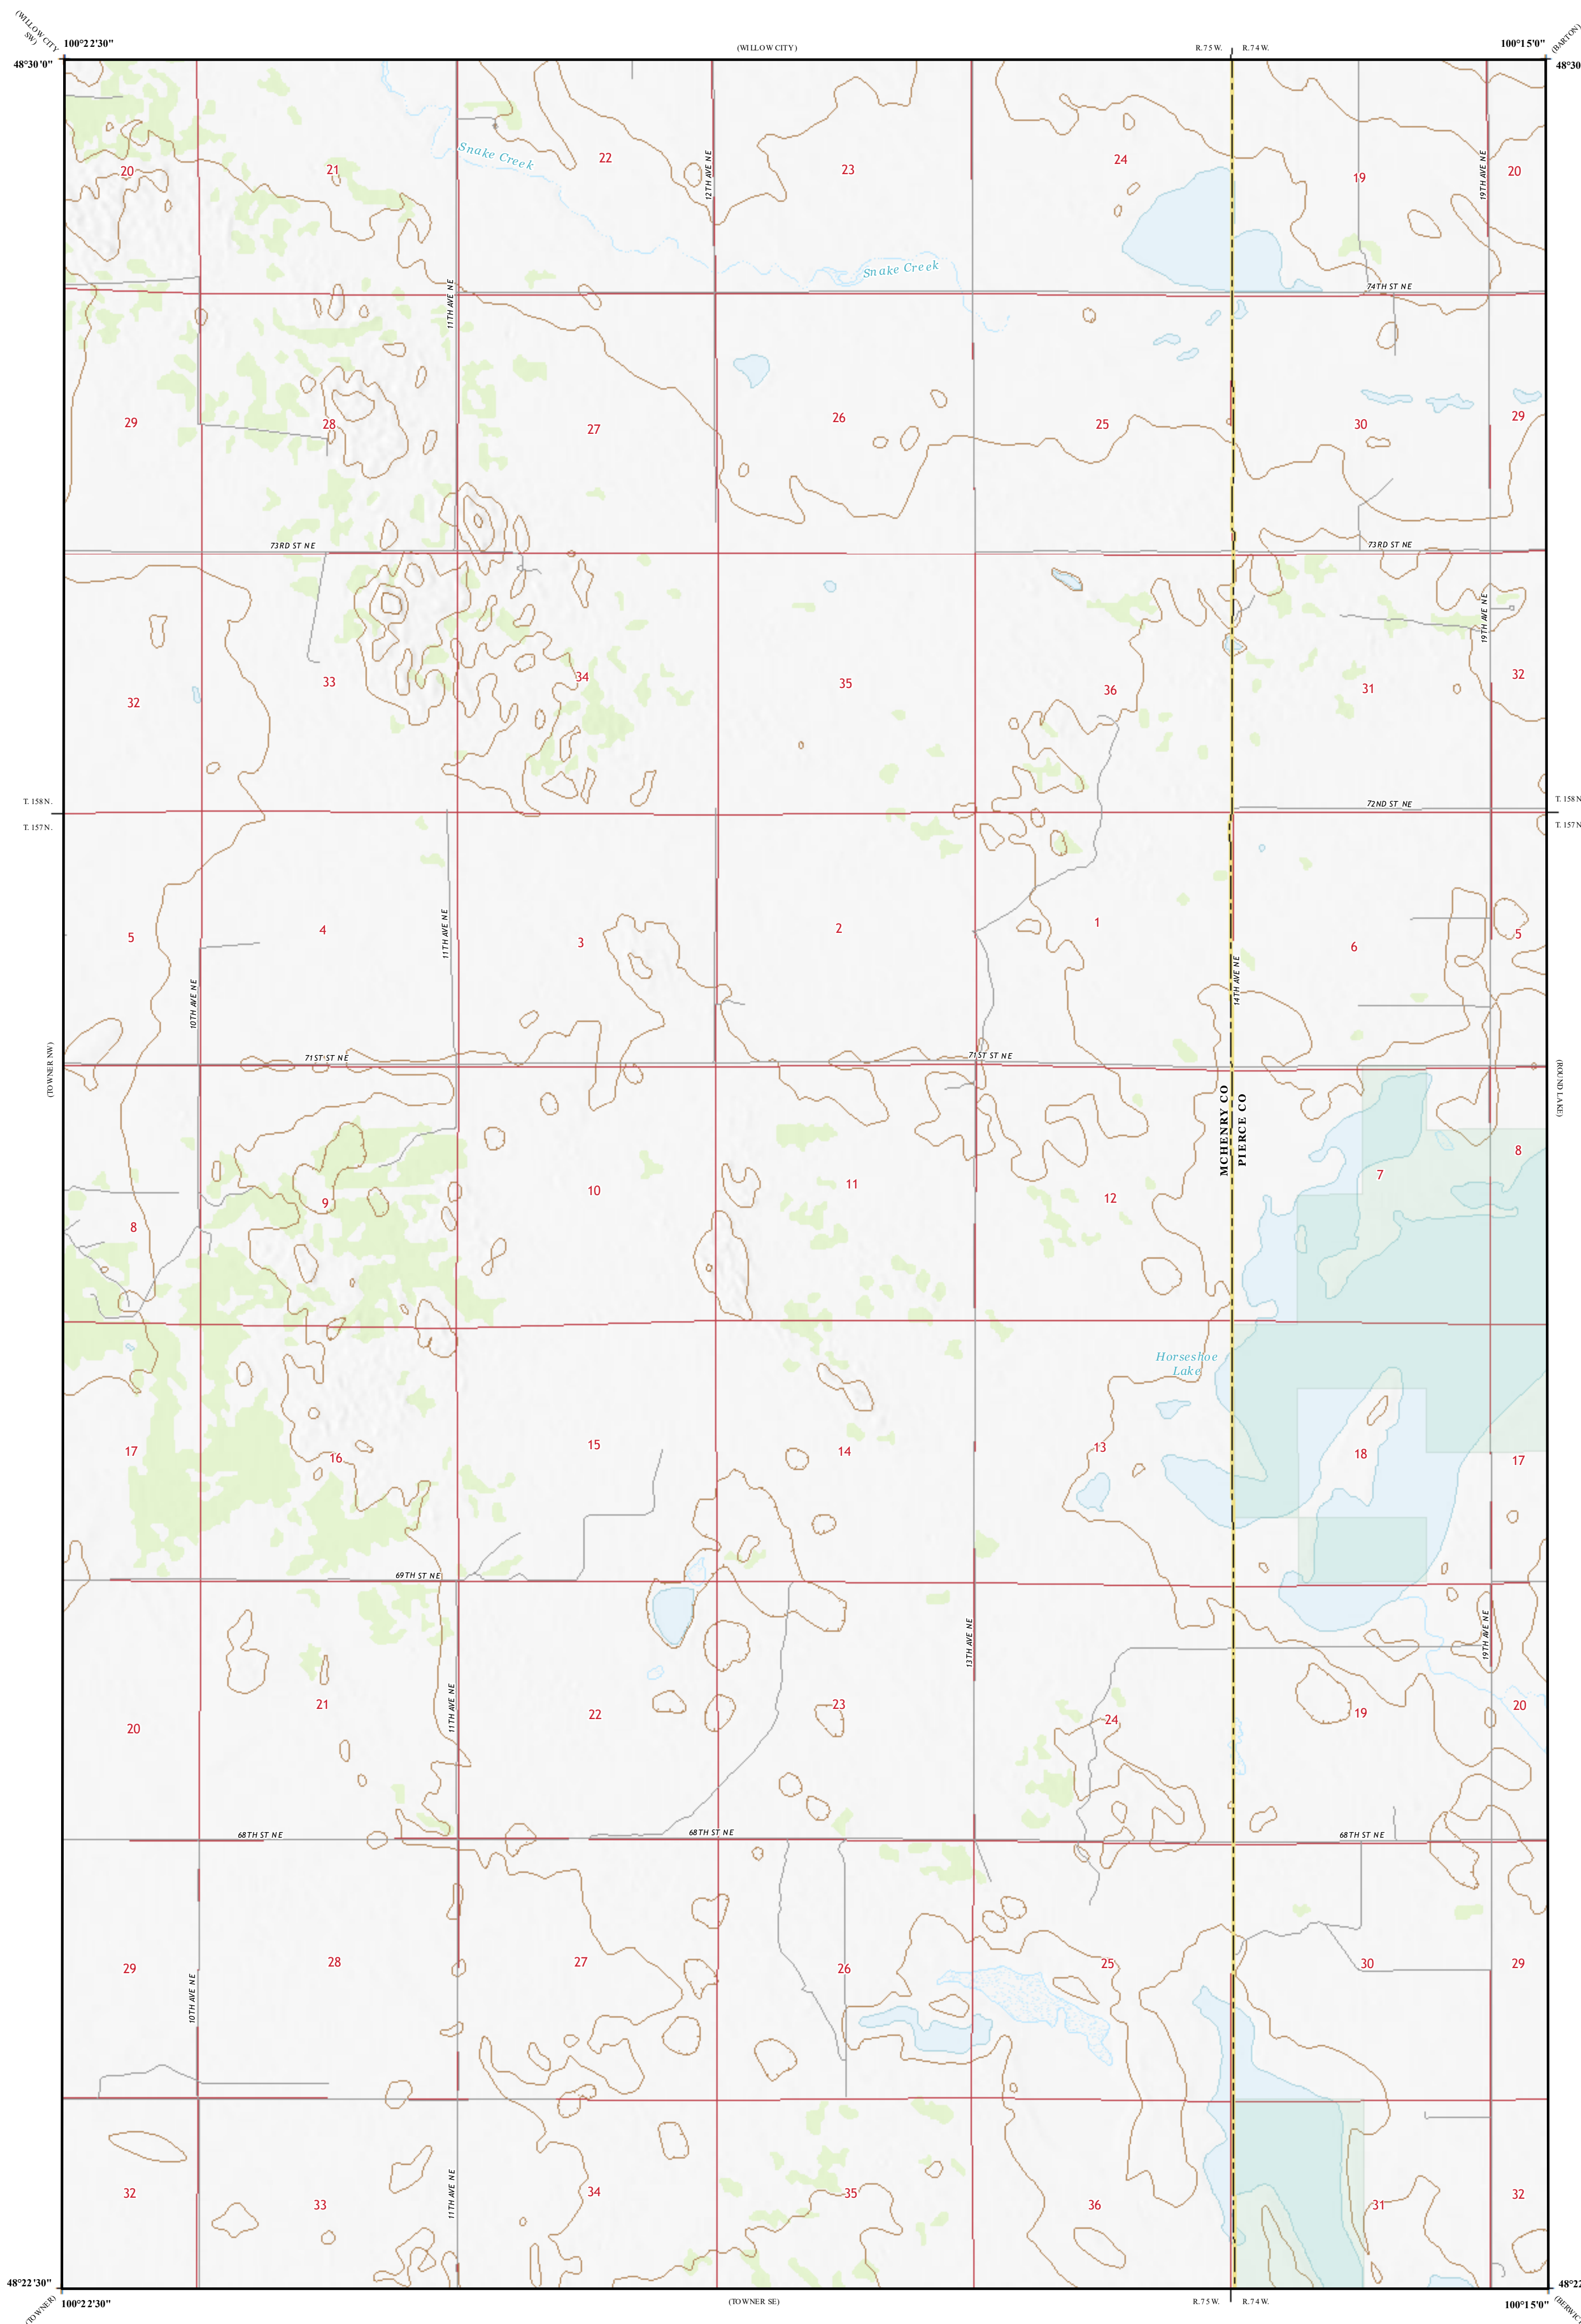 (WILLOW CITY
SW)
100°22'30"
(WILLOW CITY)
R. 75 W.
R. 74 W.
100°15'0"
(BARTON)
48°30'0"
48°30
Snake Creek
20
21
22
12TH AVE NE
23
24
19
19TH AVE NE
20
Snake Creek
11TH AVE NE
74TH ST NE
29
28
27
26
25
30
29
73RD ST NE
73RD ST NE
19TH AVE NE
32
33
34
35
36
31
32
T. 158 N.
T. 158 N
72ND ST NE
T. 157 N.
T. 157 N
5
4
11TH AVE NE
3
2
1
6
5
10TH AVE NE
14TH AVE NE
71ST ST NE
71ST ST NE
(TOWNER NW)
(ROUND LAKE)
MCHENRY CO
PIERCE CO
8
9
10
11
12
7
8
Horseshoe
Lake
17
16
15
14
13
18
17
69TH ST NE
13TH AVE NE
19TH AVE NE
20
21
11TH AVE NE
22
23
24
19
20
68TH ST NE
68TH ST NE
68TH ST NE
29
28
27
26
25
30
29
10TH AVE NE
32
33
11TH AVE NE
34
35
36
31
32
48°22'30"
48°22
(TOWNER)
100°22'30"
(TOWNER SE)
R. 75 W.
R. 74 W.
100°15'0"
(BERWIC